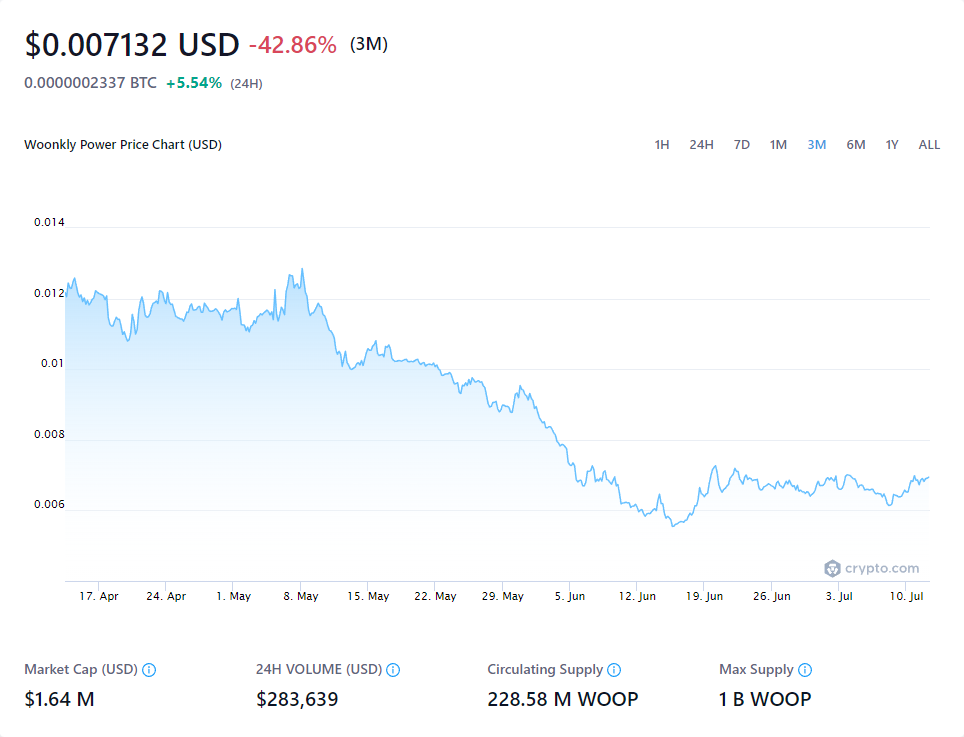 $0.007132 USD -42.86% (3M)
0.0000002337 BTC +5.54% (24H)
Woonkly Power Price Chart (USD) 1H 24H 7D 1M 3M 6M 1Y ALL
0.014
0.012
0.01
0.008
0.006
crypto.com
17. Apr 24. Apr 1. May 8. May 15. May 22. May 29. May 5. Jun 12. Jun 19. Jun 26. Jun 3. Jul 10. Jul
Market Cap (USD) 24H VOLUME (USD) Circulating Supply Max Supply
$1.64 M $283,639 228.58 M WOOP 1 B WOOP